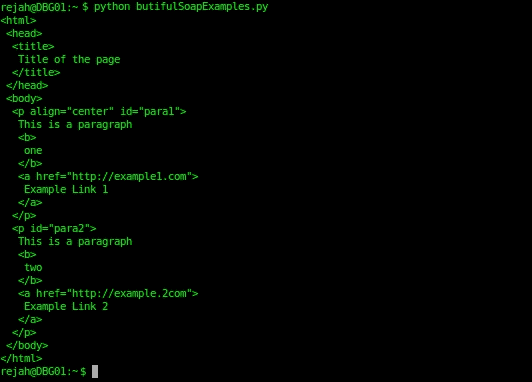 rejah@DBG01:~$ python butifulSoapExamples.py
<html>
 <head>
  <title>
   Title of the page
  </title>
 </head>
 <body>
  <p align="center" id="para1">
   This is a paragraph
   <b>
    one
   </b>
   <a href="http://example1.com">
    Example Link 1
   </a>
  </p>
  <p id="para2">
   This is a paragraph
   <b>
    two
   </b>
   <a href="http://example.2com">
    Example Link 2
   </a>
  </p>
 </body>
</html>
rejah@DBG01:~$